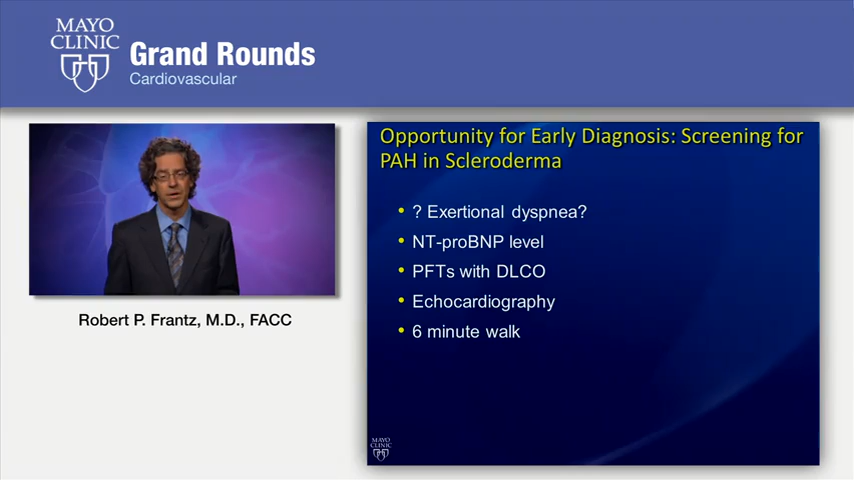 MAYO
CLINIC
Grand Rounds
Cardiovascular
Opportunity for Early Diagnosis: Screening for
PAH in Scleroderma
• ? Exertional dyspnea?
• NT-proBNP level
• PFTs with DLCO
• Echocardiography
• 6 minute walk
Robert P. Frantz, M.D., FACC
MAYO
CLINIC